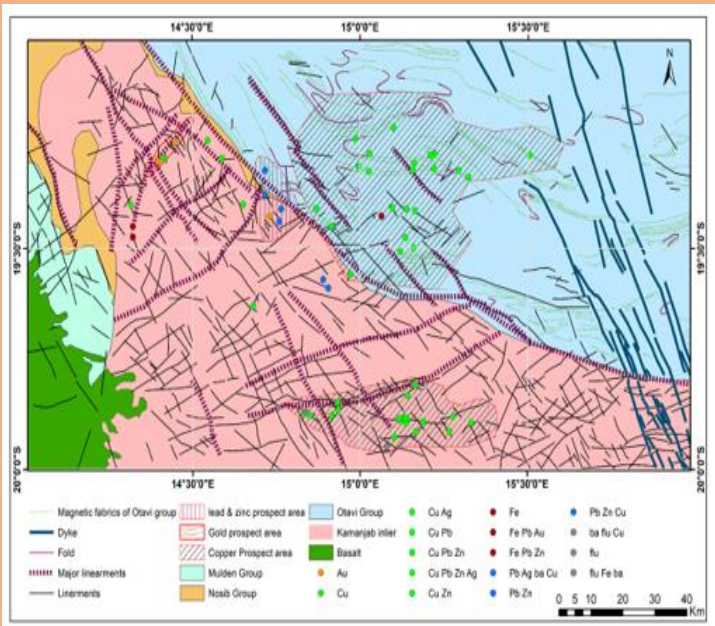 14°30'0"E 15°0'0"E 15°30'0"E
N
19°30'0"S 19°30'0"S
20°0'0"S 20°0'0"S
14°30'0"E 15°0'0"E 15°30'0"E
Magnetic fabrics of Otavi group
Dyke
Fold
Major linearments
Linerments
lead & zinc prospect area
Gold prospect area
Copper Prospect area
Mulden Group
Nosib Group
Otavi Group
Kamanjab inlier
Basalt
Au
Cu
Cu Ag
Cu Pb
Cu Pb Zn
Cu Pb Zn Ag
Cu Zn
Fe
Fe Pb Au
Fe Pb Zn
Pb Ag ba Cu
Pb Zn
Pb Zn Cu
ba flu Cu
flu
flu Fe ba
0 5 10 20 30 40
Km